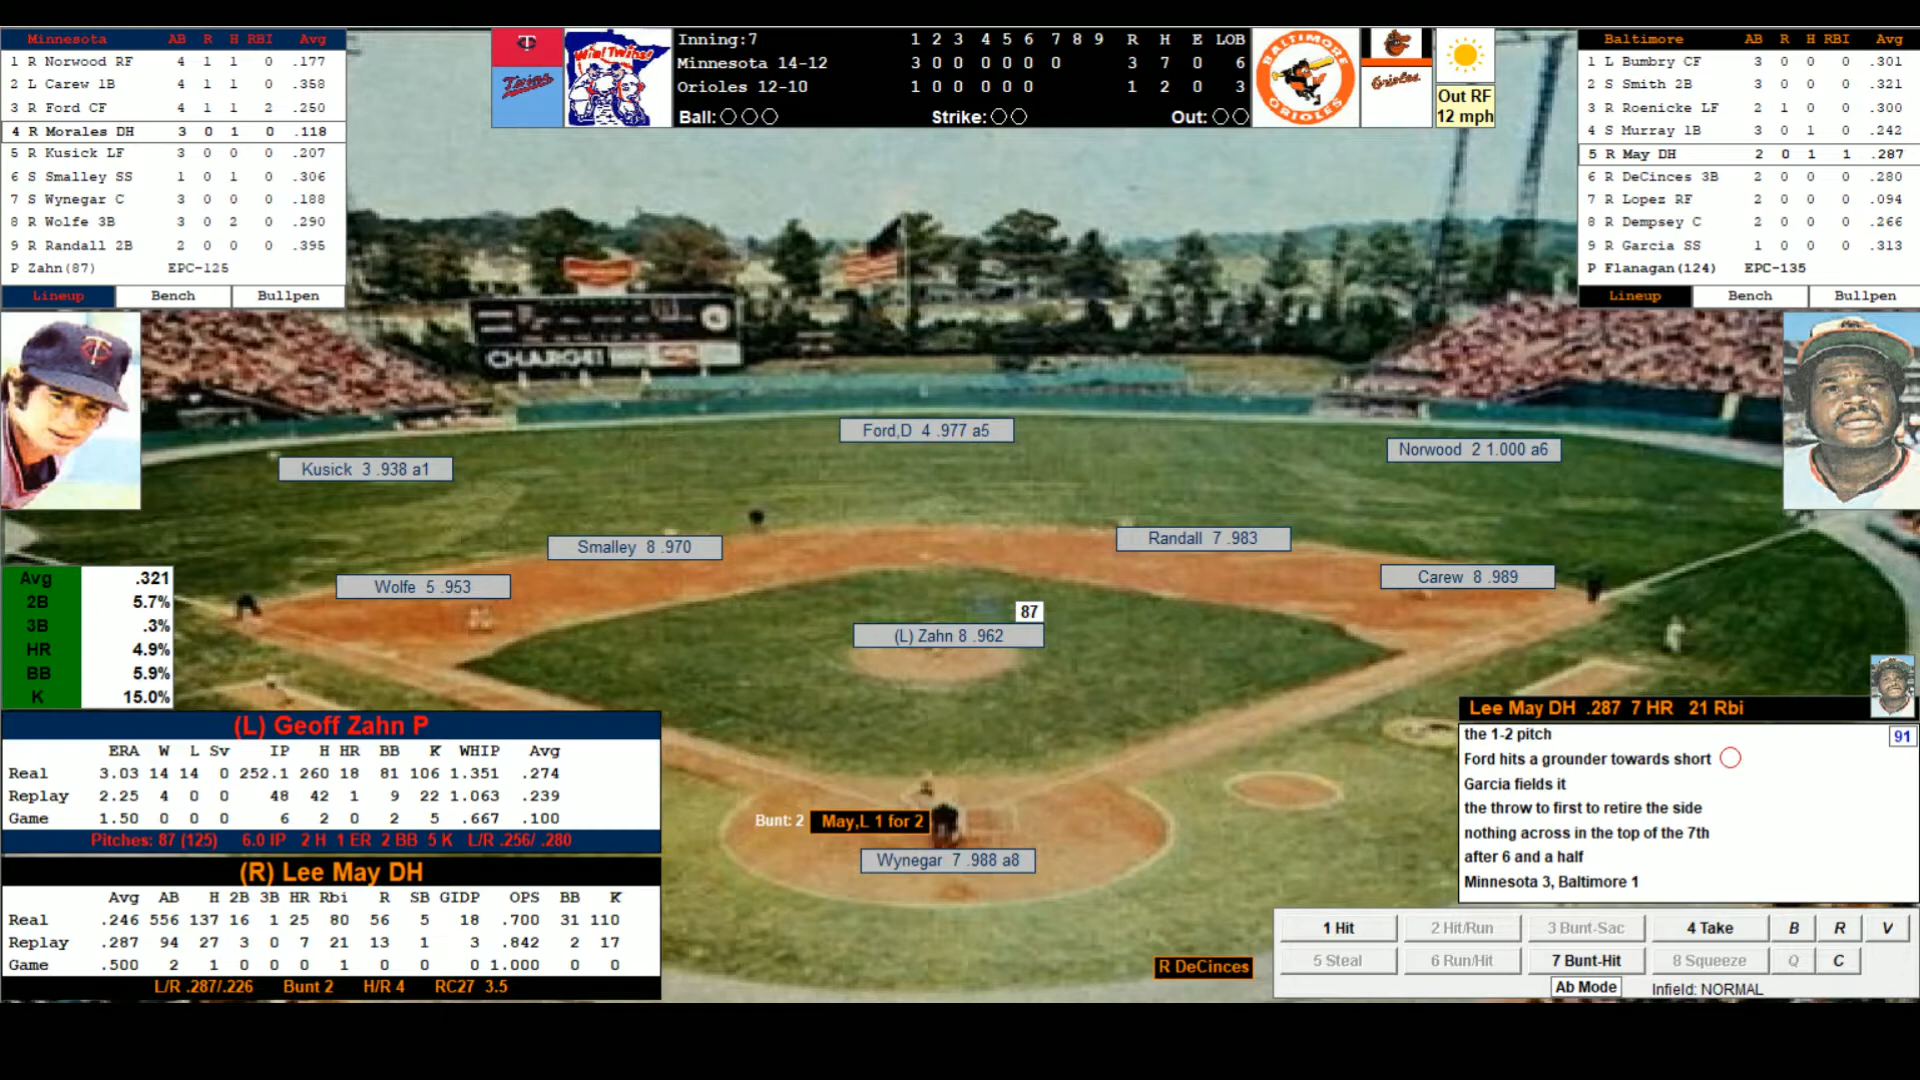 Minnesota AB R H RBI Avg
1 R Norwood RF 4 1 1 0 .177
2 L Carew 1B 4 1 1 0 .358
3 R Ford CF 4 1 1 2 .250
4 R Morales DH 3 0 1 0 .118
5 R Kusick LF 3 0 0 0 .207
6 S Smalley SS 1 0 1 0 .306
7 S Wynegar C 3 0 0 0 .188
8 R Wolfe 3B 3 0 2 0 .290
9 R Randall 2B 2 0 0 0 .395
P Zahn(87) EPC-125
Lineup Bench Bullpen
Twins
Win! Twins!
Inning:7 1 2 3 4 5 6 7 8 9 R H E LOB
Minnesota 14-12 3 0 0 0 0 0 0 3 7 0 6
Orioles 12-10 1 0 0 0 0 0 1 2 0 3
Ball: Strike: Out:
BALTIMORE ORIOLES
Orioles
Out RF
12 mph
Baltimore AB R H RBI Avg
1 L Bumbry CF 3 0 0 0 .301
2 S Smith 2B 3 0 0 0 .321
3 R Roenicke LF 2 1 0 0 .300
4 S Murray 1B 3 0 1 0 .242
5 R May DH 2 0 1 1 .287
6 R DeCinces 3B 2 0 0 0 .280
7 R Lopez RF 2 0 0 0 .094
8 R Dempsey C 2 0 0 0 .266
9 R Garcia SS 1 0 0 0 .313
P Flanagan(124) EPC-135
Lineup Bench Bullpen
CHARGE!
Ford,D 4 .977 a5
Kusick 3 .938 a1
Norwood 2 1.000 a6
Smalley 8 .970
Randall 7 .983
Wolfe 5 .953
Carew 8 .989
87
(L) Zahn 8 .962
Avg .321
2B 5.7%
3B .3%
HR 4.9%
BB 5.9%
K 15.0%
(L) Geoff Zahn P
ERA W L Sv IP H HR BB K WHIP Avg
Real 3.03 14 14 0 252.1 260 18 81 106 1.351 .274
Replay 2.25 4 0 0 48 42 1 9 22 1.063 .239
Game 1.50 0 0 0 6 2 0 2 5 .667 .100
Pitches: 87 (125) 6.0 IP 2 H 1 ER 2 BB 5 K L/R .256/ .280
(R) Lee May DH
Avg AB H 2B 3B HR Rbi R SB GIDP OPS BB K
Real .246 556 137 16 1 25 80 56 5 18 .700 31 110
Replay .287 94 27 3 0 7 21 13 1 3 .842 2 17
Game .500 2 1 0 0 0 1 0 0 0 1.000 0 0
L/R .287/.226 Bunt 2 H/R 4 RC27 3.5
Bunt: 2 May,L 1 for 2
Wynegar 7 .988 a8
R DeCinces
Lee May DH .287 7 HR 21 Rbi
the 1-2 pitch 91
Ford hits a grounder towards short
Garcia fields it
the throw to first to retire the side
nothing across in the top of the 7th
after 6 and a half
Minnesota 3, Baltimore 1
1 Hit 2 Hit/Run 3 Bunt-Sac 4 Take B R V
5 Steal 6 Run/Hit 7 Bunt-Hit 8 Squeeze Q C
Ab Mode Infield: NORMAL